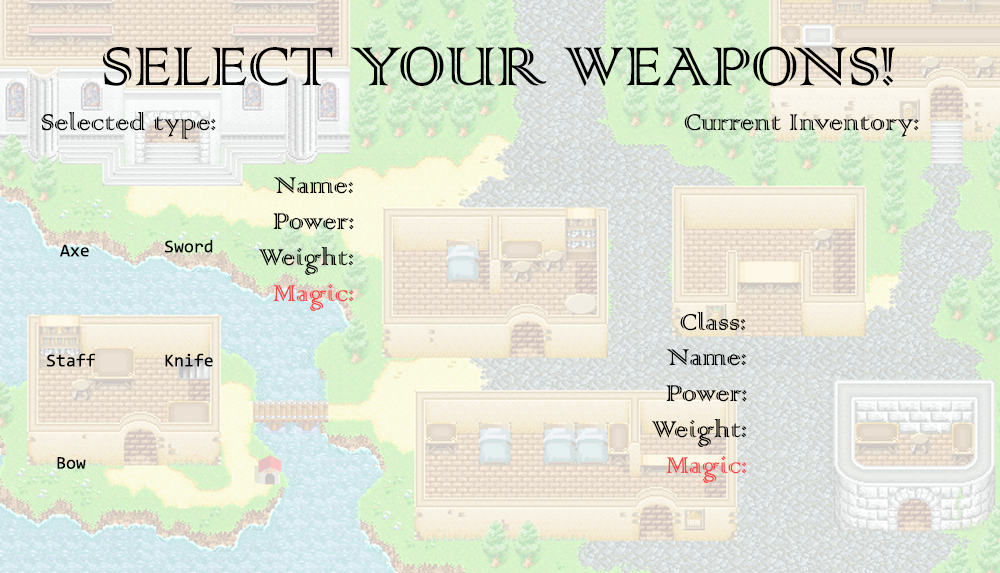 SELECT YOUR WEAPONS!
Selected type:
Current Inventory:
Name:
Power:
Weight:
Magic:
Axe
Sword
Staff
Knife
Bow
Class:
Name:
Power:
Weight:
Magic: